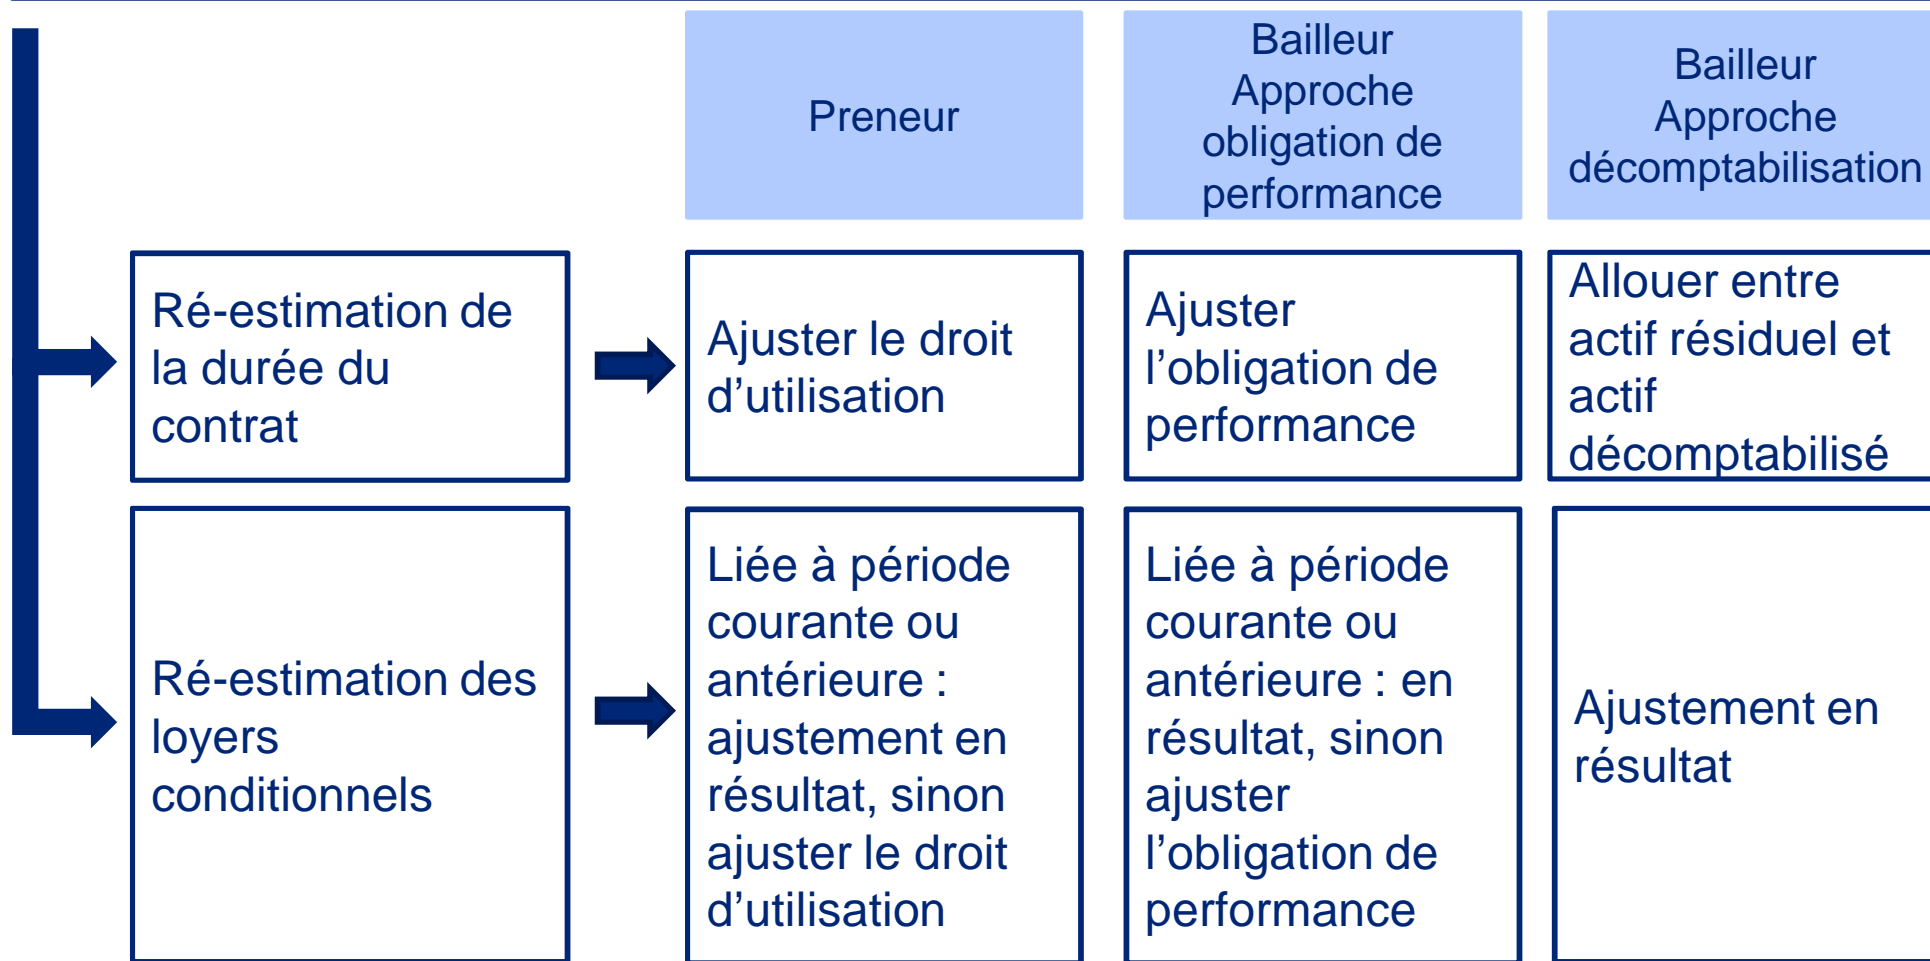 Preneur
Bailleur
Approche
obligation de
performance
Bailleur
Approche
décomptabilisation
Ré-estimation de
la durée du
contrat
Ajuster le droit
d’utilisation
Ajuster
l’obligation de
performance
Allouer entre
actif résiduel et
actif
décomptabilisé
Ré-estimation des
loyers
conditionnels
Liée à période
courante ou
antérieure :
ajustement en
résultat, sinon
ajuster le droit
d’utilisation
Liée à période
courante ou
antérieure : en
résultat, sinon
ajuster
l’obligation de
performance
Ajustement en
résultat